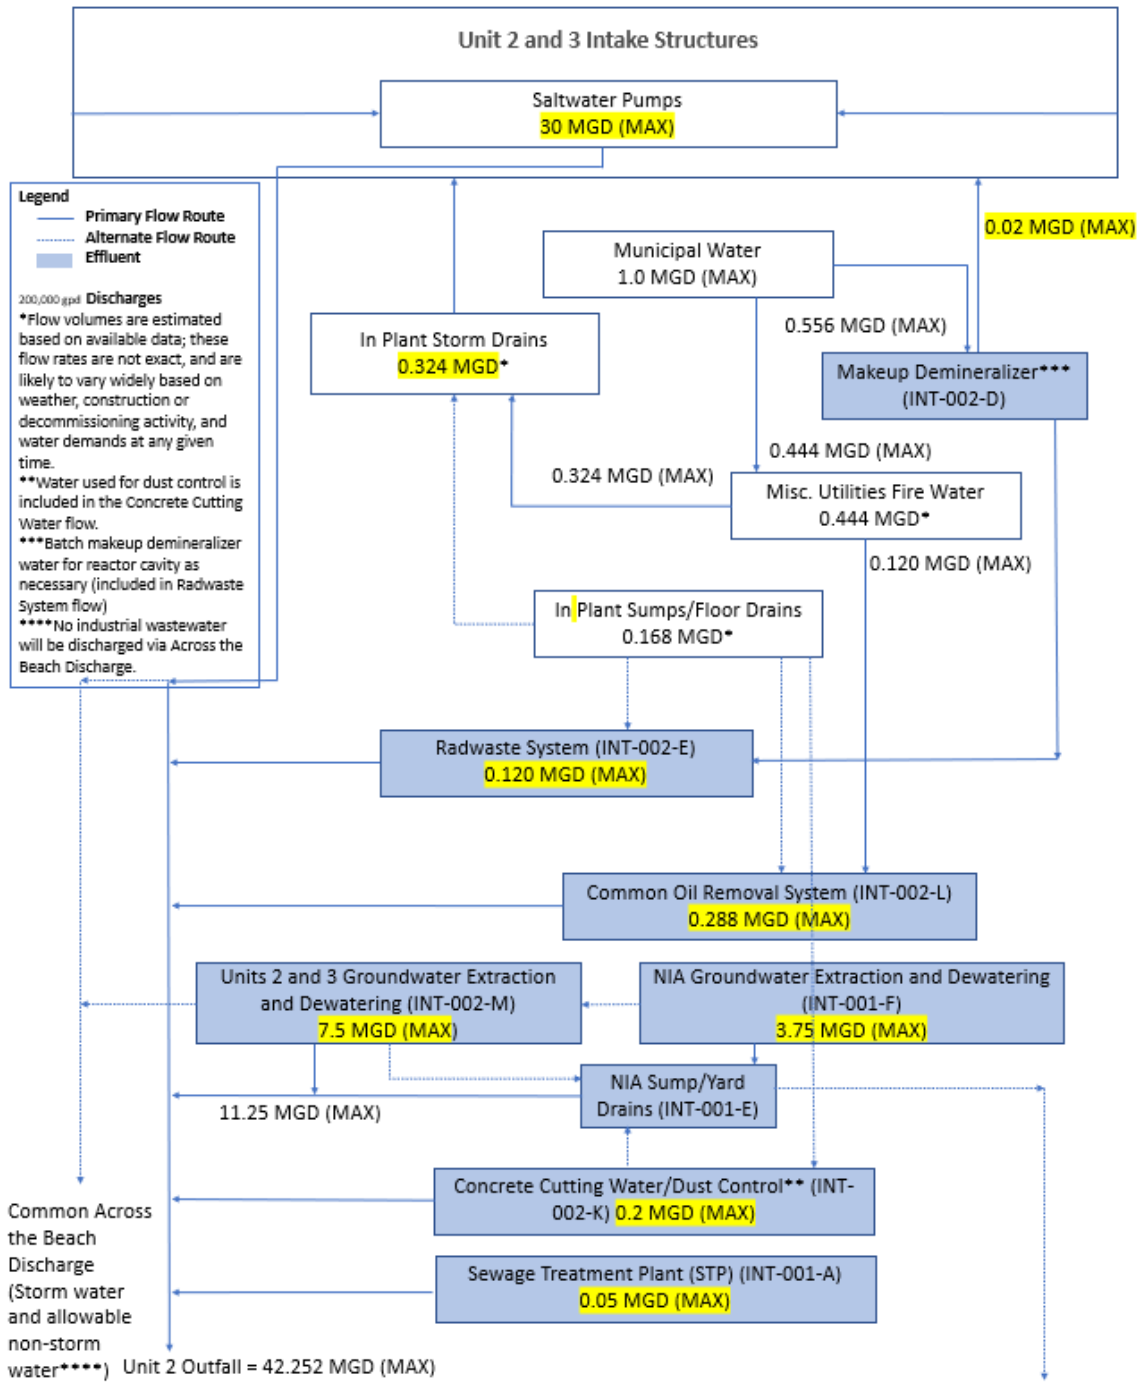 Unit 2 and 3 Intake Structures
Saltwater Pumps
30 MGD (MAX)
Legend
Primary Flow Route
Alternate Flow Route
Effluent
200,000 gpd Discharges
*Flow volumes are estimated
based on available data; these
flow rates are not exact, and are
likely to vary widely based on
weather, construction or
decommissioning activity, and
water demands at any given
time.
**Water used for dust control is
included in the Concrete Cutting
Water flow.
***Batch makeup demineralizer
water for reactor cavity as
necessary (included in Radwaste
System flow)
****No industrial wastewater
will be discharged via Across the
Beach Discharge.
0.02 MGD (MAX)
Municipal Water
1.0 MGD (MAX)
0.556 MGD (MAX)
In Plant Storm Drains
0.324 MGD*
Makeup Demineralizer***
(INT-002-D)
0.444 MGD (MAX)
0.324 MGD (MAX)
Misc. Utilities Fire Water
0.444 MGD*
0.120 MGD (MAX)
In Plant Sumps/Floor Drains
0.168 MGD*
Radwaste System (INT-002-E)
0.120 MGD (MAX)
Common Oil Removal System (INT-002-L)
0.288 MGD (MAX)
Units 2 and 3 Groundwater Extraction
and Dewatering (INT-002-M)
7.5 MGD (MAX)
NIA Groundwater Extraction and Dewatering
(INT-001-F)
3.75 MGD (MAX)
NIA Sump/Yard
Drains (INT-001-E)
11.25 MGD (MAX)
Concrete Cutting Water/Dust Control** (INT-
002-K) 0.2 MGD (MAX)
Sewage Treatment Plant (STP) (INT-001-A)
0.05 MGD (MAX)
Common Across
the Beach
Discharge
(Storm water
and allowable
non-storm
water****)
Unit 2 Outfall = 42.252 MGD (MAX)